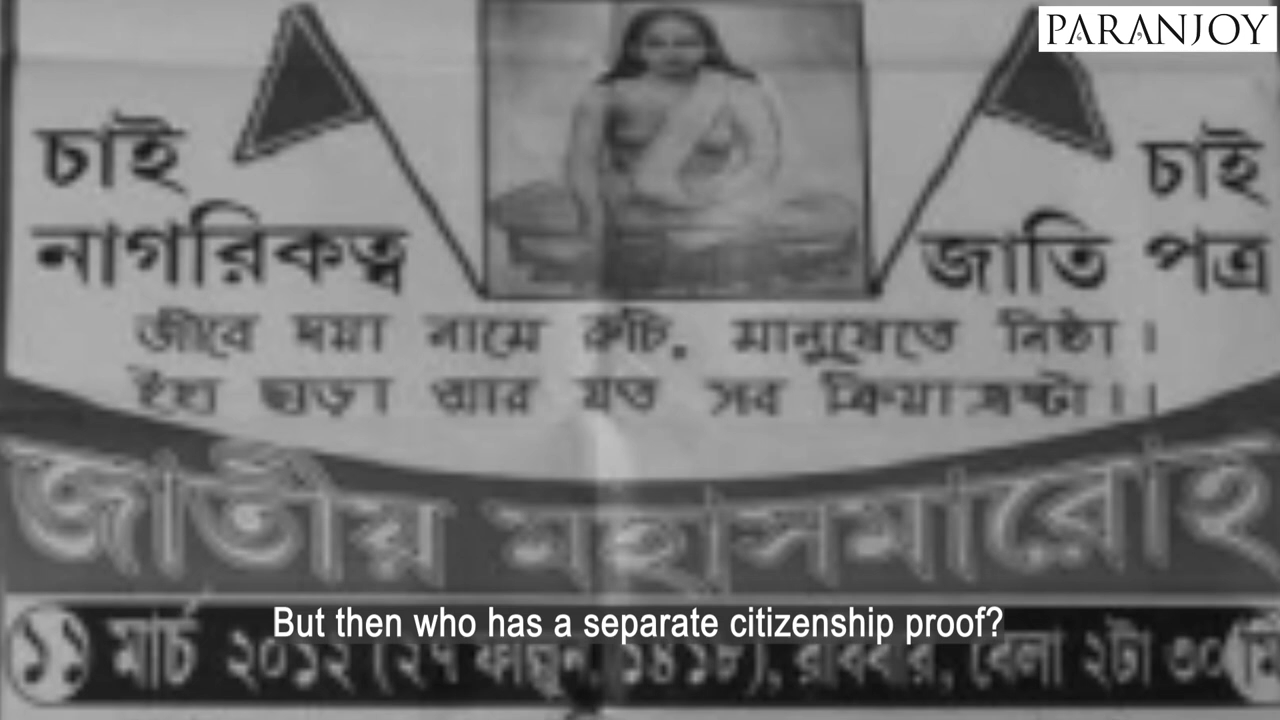 PARANJOY
চাই
নাগরিকত্ব
চাই
জাতি পত্র
জীবে দয়া নামে রুচি, মানুষেতে নিষ্ঠা।
ইহা ছাড়া আর যত সব ক্রিয়া ভ্রষ্টা।।
জাতীয় মহাসমারোহ
১১ মার্চ ২০১২ (২৭ ফাল্গুন, ১৪১৮), রবিবার, বেলা ২টা ৩০ মি
But then who has a separate citizenship proof?